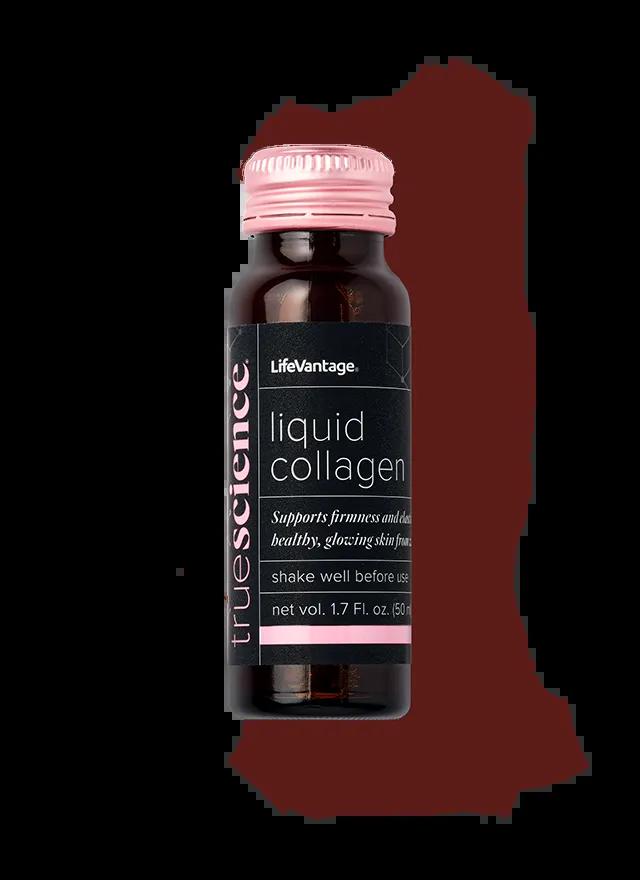 LifeVantage®
liquid
collagen
Supports firmness and
healthy, glowing skin from
shake well before use
net vol. 1.7 Fl. oz. (50
truescience®